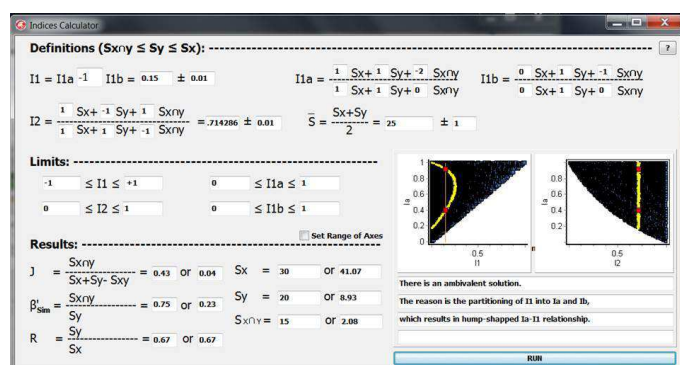 Indices Calculator
Definitions (Sx∩y ≤ Sy ≤ Sx):
?
I1 = I1a -1 I1b = 0.15 ± 0.01
I1a = 1 Sx+ 1 Sy+ -2 Sx∩y
1 Sx+ 1 Sy+ 0 Sx∩y
I1b = 0 Sx+ 1 Sy+ -1 Sx∩y
0 Sx+ 1 Sy+ 0 Sx∩y
I2 = 1 Sx+ -1 Sy+ 1 Sx∩y
1 Sx+ 1 Sy+ -1 Sx∩y
= .714286 ± 0.01
S̅ = Sx+Sy
2
= 25 ± 1
Limits:
-1 ≤ I1 ≤ +1 0 ≤ I1a ≤ 1
0 ≤ I2 ≤ 1 0 ≤ I1b ≤ 1
Set Range of Axes
Results:
J = Sx∩y
Sx+Sy- Sxy
= 0.43 or 0.04 Sx = 30 or 41.07
β'Sim = Sx∩y
Sy
= 0.75 or 0.23 Sy = 20 or 8.93
Sx∩Y = 15 or 2.08
R = Sy
Sx
= 0.67 or 0.67
1
0.8
0.6
0.4
0.2
0
Ia
0.5
I1
1
0.8
0.6
0.4
0.2
0
Ia
0.5
I2
There is an ambivalent solution.
The reason is the partitioning of I1 into Ia and Ib,
which results in hump-shapped Ia-I1 relationship.
RUN